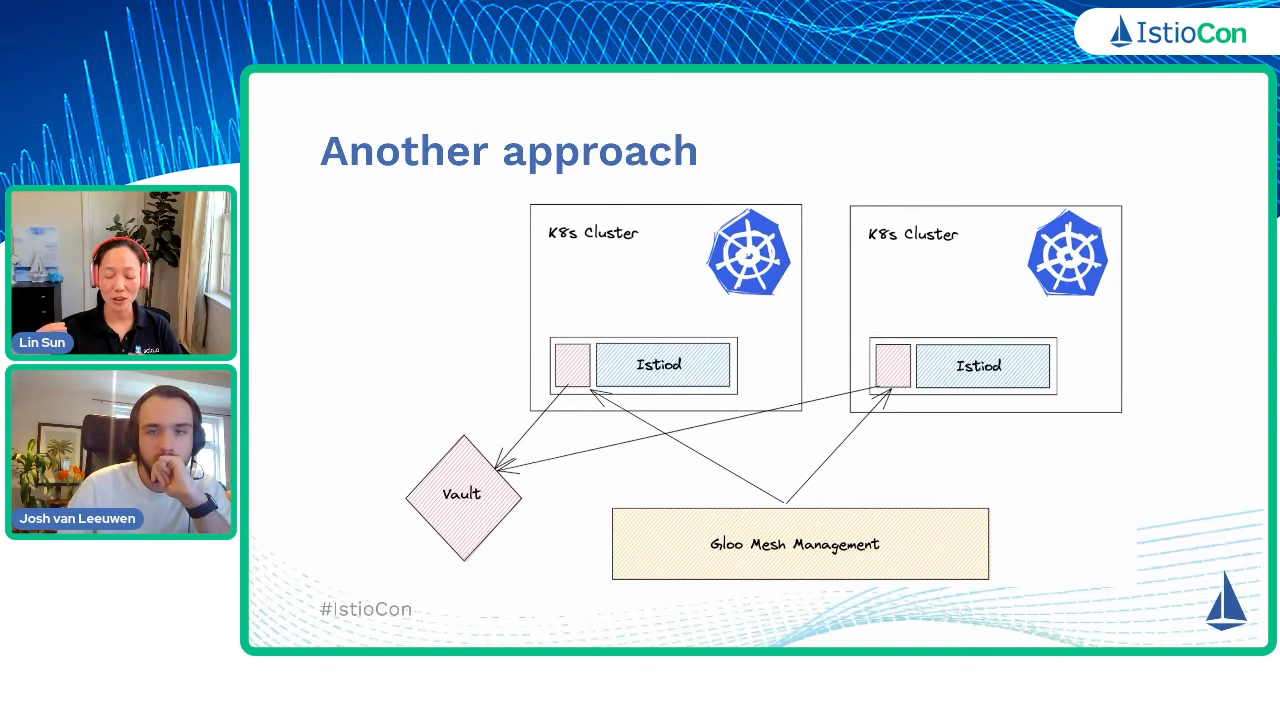 IstioCon
Another approach
K8s Cluster
K8s Cluster
Istiod
Istiod
Lin Sun
Vault
Josh van Leeuwen
Gloo Mesh Management
#IstioCon